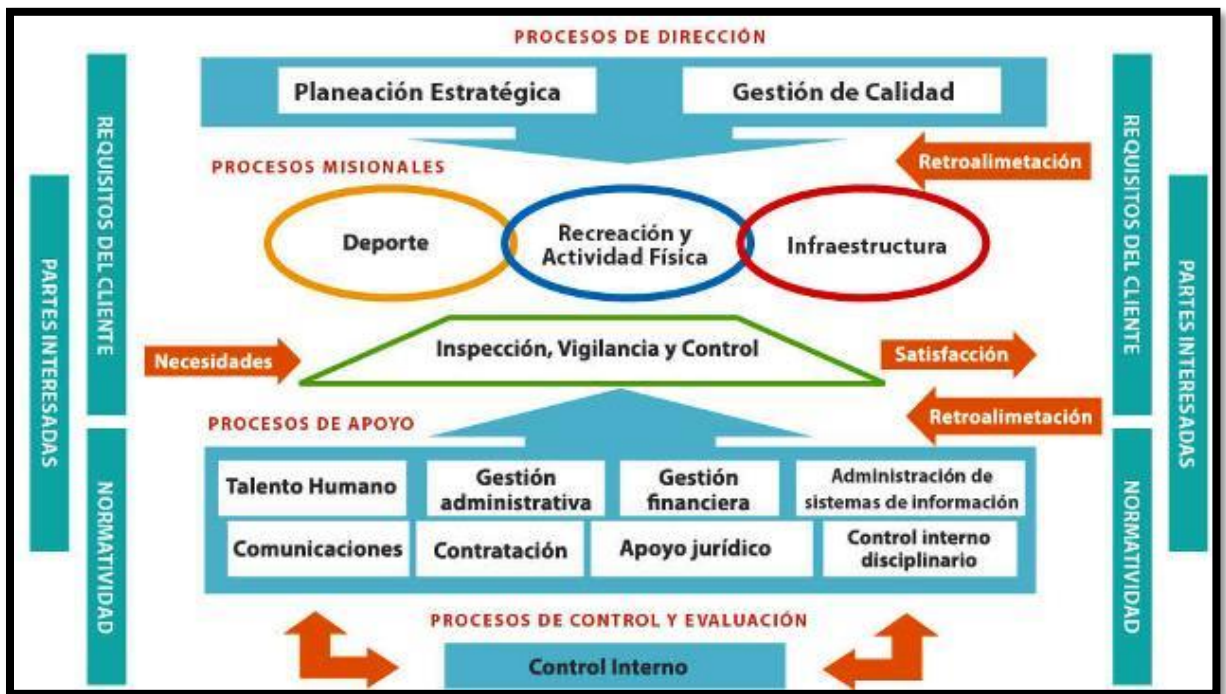 PROCESOS DE DIRECCIÓN
Planeación Estratégica
Gestión de Calidad
REQUISITOS DEL CLIENTE
REQUISITOS DEL CLIENTE
Retroalimetación
PROCESOS MISIONALES
PARTES INTERESADAS
PARTES INTERESADAS
Deporte
Recreación y
Actividad Física
Infraestructura
Necesidades
Inspección, Vigilancia y Control
Satisfacción
Retroalimetación
PROCESOS DE APOYO
NORMATIVIDAD
NORMATIVIDAD
Talento Humano
Gestión
administrativa
Gestión
financiera
Administración de
sistemas de información
Comunicaciones
Contratación
Apoyo jurídico
Control interno
disciplinario
PROCESOS DE CONTROL Y EVALUACIÓN
Control Interno